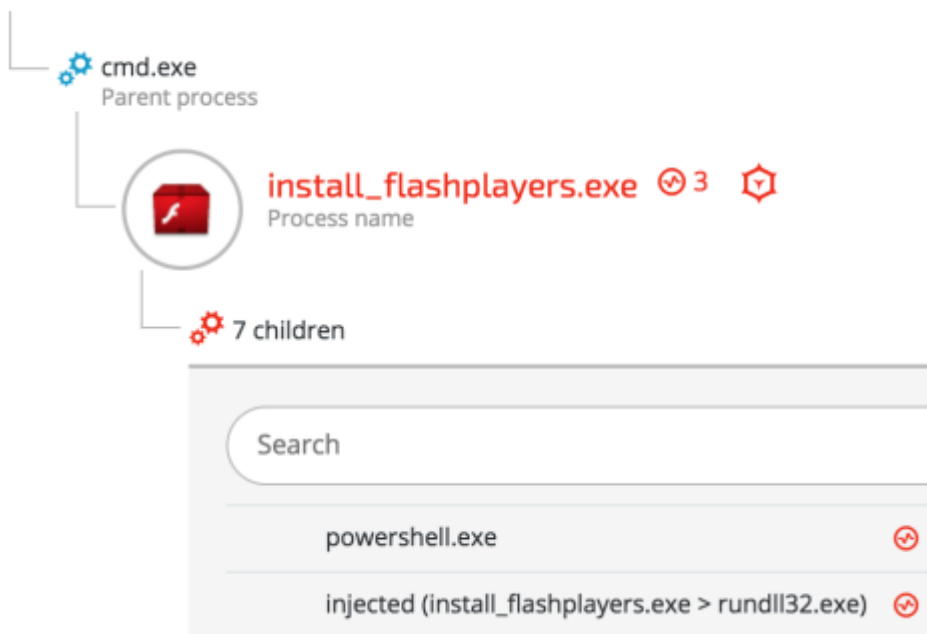 cmd.exe
Parent process
install_flashplayers.exe 3
Process name
7 children
Search
powershell.exe
injected (install_flashplayers.exe > rundll32.exe)